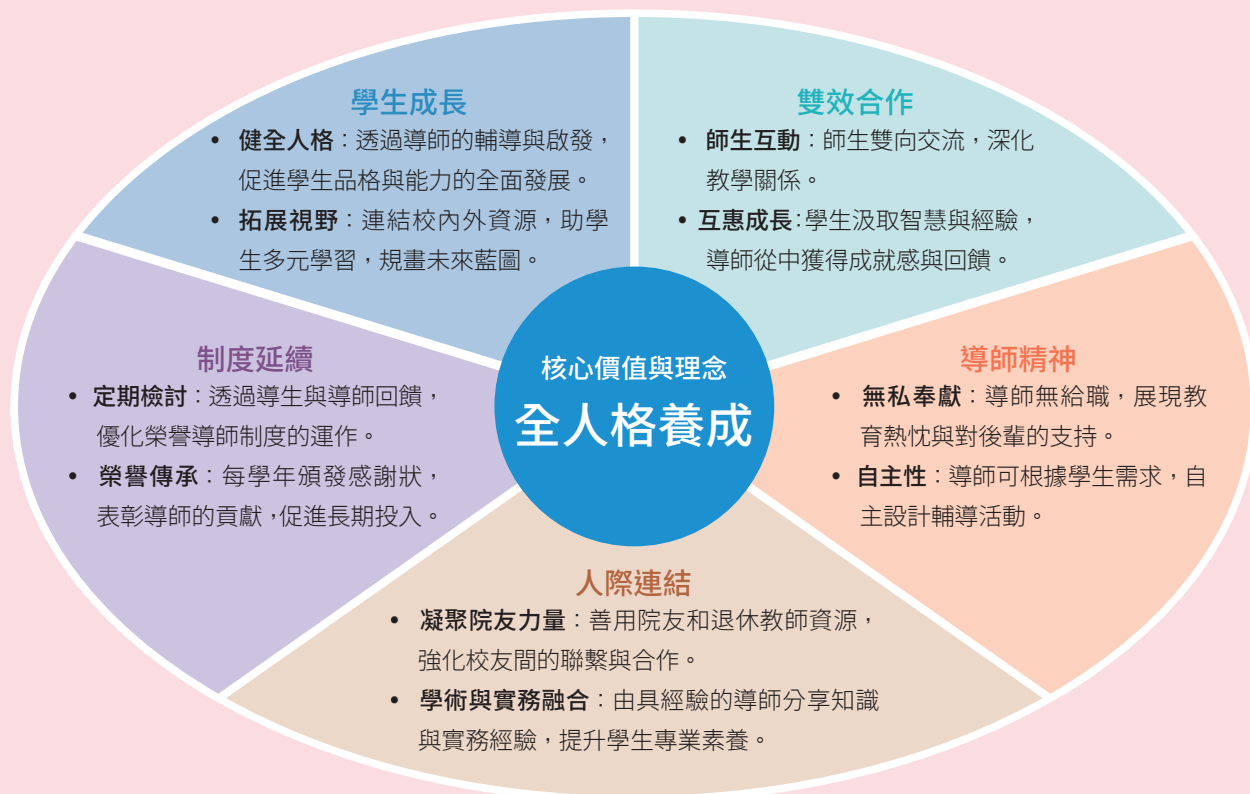 學生成長
• 健全人格：透過導師的輔導與啟發，
促進學生品格與能力的全面發展。
• 拓展視野：連結校內外資源，助學
生多元學習，規畫未來藍圖。
雙效合作
• 師生互動：師生雙向交流，深化
教學關係。
• 互惠成長：學生汲取智慧與經驗，
導師從中獲得成就感與回饋。
制度延續
• 定期檢討：透過導生與導師回饋，
優化榮譽導師制度的運作。
• 榮譽傳承：每學年頒發感謝狀，
表彰導師的貢獻，促進長期投入。
核心價值與理念
全人格養成
導師精神
• 無私奉獻：導師無給職，展現教
育熱忱與對後輩的支持。
• 自主性：導師可根據學生需求，自
主設計輔導活動。
人際連結
• 凝聚院友力量：善用院友和退休教師資源，
強化校友間的聯繫與合作。
• 學術與實務融合：由具經驗的導師分享知識
與實務經驗，提升學生專業素養。